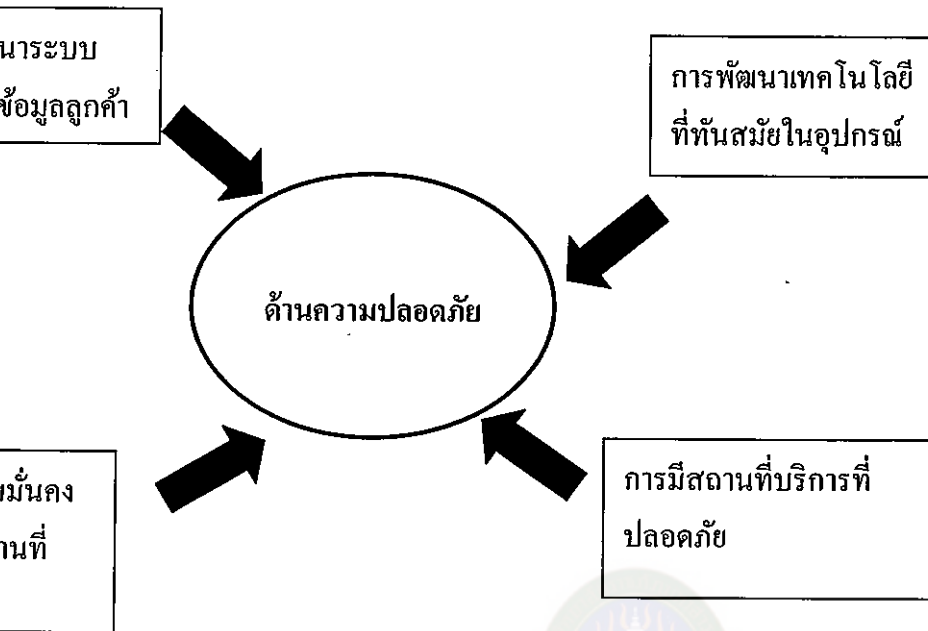 นาระบบ
ข้อมูลลูกค้า
การพัฒนาเทคโนโลยี
ที่ทันสมัยในอุปกรณ์
ด้านความปลอดภัย
มั่นคง
านที่
การมีสถานที่บริการที่
ปลอดภัย